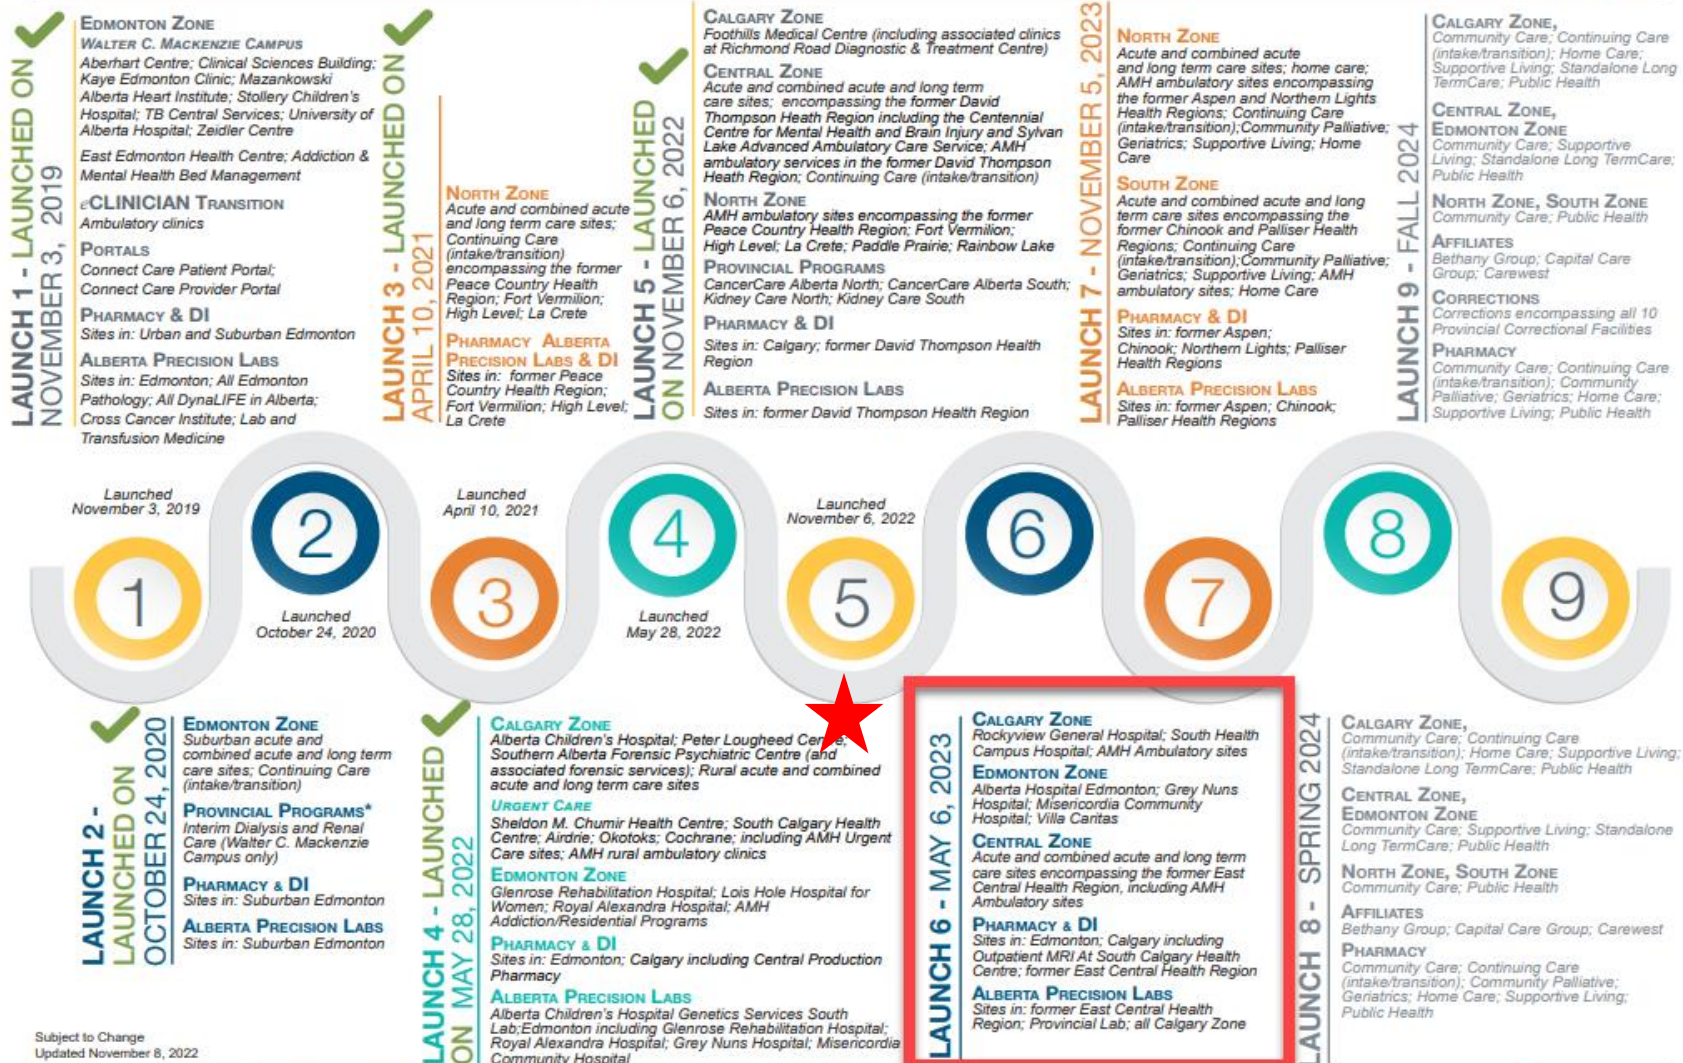 LAUNCH 1 - LAUNCHED ON
NOVEMBER 3, 2019
EDMONTON ZONE
WALTER C. MACKENZIE CAMPUS
Aberhart Centre; Clinical Sciences Building;
Kaye Edmonton Clinic; Mazankowski
Alberta Heart Institute; Stollery Children's
Hospital; TB Central Services; University of
Alberta Hospital; Zeidler Centre
East Edmonton Health Centre; Addiction &
Mental Health Bed Management
eCLINICIAN TRANSITION
Ambulatory clinics
PORTALS
Connect Care Patient Portal;
Connect Care Provider Portal
PHARMACY & DI
Sites in: Urban and Suburban Edmonton
ALBERTA PRECISION LABS
Sites in: Edmonton; All Edmonton
Pathology; All DynaLIFE in Alberta;
Cross Cancer Institute; Lab and
Transfusion Medicine
LAUNCH 3 - LAUNCHED ON
APRIL 10, 2021
NORTH ZONE
Acute and combined acute
and long term care sites;
Continuing Care
(intake/transition)
encompassing the former
Peace Country Health
Region; Fort Vermilion;
High Level; La Crete
PHARMACY ALBERTA
PRECISION LABS & DI
Sites in: former Peace
Country Health Region;
Fort Vermilion; High Level;
La Crete
LAUNCH 5 - LAUNCHED
ON NOVEMBER 6, 2022
CALGARY ZONE
Foothills Medical Centre (including associated clinics
at Richmond Road Diagnostic & Treatment Centre)
CENTRAL ZONE
Acute and combined acute and long term
care sites; encompassing the former David
Thompson Heath Region including the Centennial
Centre for Mental Health and Brain Injury and Sylvan
Lake Advanced Ambulatory Care Service; AMH
ambulatory services in the former David Thompson
Heath Region; Continuing Care (intake/transition)
NORTH ZONE
AMH ambulatory sites encompassing the former
Peace Country Health Region; Fort Vermilion;
High Level; La Crete; Paddle Prairie; Rainbow Lake
PROVINCIAL PROGRAMS
CancerCare Alberta North; CancerCare Alberta South;
Kidney Care North; Kidney Care South
PHARMACY & DI
Sites in: Calgary; former David Thompson Health
Region
ALBERTA PRECISION LABS
Sites in: former David Thompson Health Region
LAUNCH 7 - NOVEMBER 5, 2023
NORTH ZONE
Acute and combined acute
and long term care sites; home care;
AMH ambulatory sites encompassing
the former Aspen and Northern Lights
Health Regions; Continuing Care
(intake/transition);Community Palliative;
Geriatrics; Supportive Living; Home
Care
SOUTH ZONE
Acute and combined acute and long
term care sites encompassing the
former Chinook and Palliser Health
Regions; Continuing Care
(intake/transition);Community Palliative;
Geriatrics; Supportive Living; AMH
ambulatory sites; Home Care
PHARMACY & DI
Sites in: former Aspen;
Chinook; Northern Lights; Palliser
Health Regions
ALBERTA PRECISION LABS
Sites in: former Aspen; Chinook;
Palliser Health Regions
LAUNCH 9 - FALL 2024
CALGARY ZONE,
Community Care; Continuing Care
(intake/transition); Home Care;
Supportive Living; Standalone Long
TermCare; Public Health
CENTRAL ZONE,
EDMONTON ZONE
Community Care; Supportive
Living; Standalone Long TermCare;
Public Health
NORTH ZONE, SOUTH ZONE
Community Care; Public Health
AFFILIATES
Bethany Group; Capital Care
Group; Carewest
CORRECTIONS
Corrections encompassing all 10
Provincial Correctional Facilities
PHARMACY
Community Care; Continuing Care
(intake/transition); Community
Palliative; Geriatrics; Home Care;
Supportive Living; Public Health
Launched
November 3, 2019
1
2
Launched
October 24, 2020
Launched
April 10, 2021
3
4
Launched
May 28, 2022
Launched
November 6, 2022
5
6
7
8
9
LAUNCH 2 -
LAUNCHED ON
OCTOBER 24, 2020
EDMONTON ZONE
Suburban acute and
combined acute and long term
care sites; Continuing Care
(intake/transition)
PROVINCIAL PROGRAMS*
Interim Dialysis and Renal
Care (Walter C. Mackenzie
Campus only)
PHARMACY & DI
Sites in: Suburban Edmonton
ALBERTA PRECISION LABS
Sites in: Suburban Edmonton
LAUNCH 4 - LAUNCHED
ON MAY 28, 2022
CALGARY ZONE
Alberta Children's Hospital; Peter Lougheed Centre;
Southern Alberta Forensic Psychiatric Centre (and
associated forensic services); Rural acute and combined
acute and long term care sites
URGENT CARE
Sheldon M. Chumir Health Centre; South Calgary Health
Centre; Airdrie; Okotoks; Cochrane; including AMH Urgent
Care sites; AMH rural ambulatory clinics
EDMONTON ZONE
Glenrose Rehabilitation Hospital; Lois Hole Hospital for
Women; Royal Alexandra Hospital; AMH
Addiction/Residential Programs
PHARMACY & DI
Sites in: Edmonton; Calgary including Central Production
Pharmacy
ALBERTA PRECISION LABS
Alberta Children's Hospital Genetics Services South
Lab;Edmonton including Glenrose Rehabilitation Hospital;
Royal Alexandra Hospital; Grey Nuns Hospital; Misericordia
Community Hospital
LAUNCH 6 - MAY 6, 2023
CALGARY ZONE
Rockyview General Hospital; South Health
Campus Hospital; AMH Ambulatory sites
EDMONTON ZONE
Alberta Hospital Edmonton; Grey Nuns
Hospital; Misericordia Community
Hospital; Villa Caritas
CENTRAL ZONE
Acute and combined acute and long term
care sites encompassing the former East
Central Health Region, including AMH
Ambulatory sites
PHARMACY & DI
Sites in: Edmonton; Calgary including
Outpatient MRI At South Calgary Health
Centre; former East Central Health Region
ALBERTA PRECISION LABS
Sites in: former East Central Health
Region; Provincial Lab; all Calgary Zone
LAUNCH 8 - SPRING 2024
CALGARY ZONE,
Community Care; Continuing Care
(intake/transition); Home Care; Supportive Living;
Standalone Long TermCare; Public Health
CENTRAL ZONE,
EDMONTON ZONE
Community Care; Supportive Living; Standalone
Long TermCare; Public Health
NORTH ZONE, SOUTH ZONE
Community Care; Public Health
AFFILIATES
Bethany Group; Capital Care Group; Carewest
PHARMACY
Community Care; Continuing Care
(intake/transition); Community Palliative;
Geriatrics; Home Care; Supportive Living;
Public Health
Subject to Change
Updated November 8, 2022